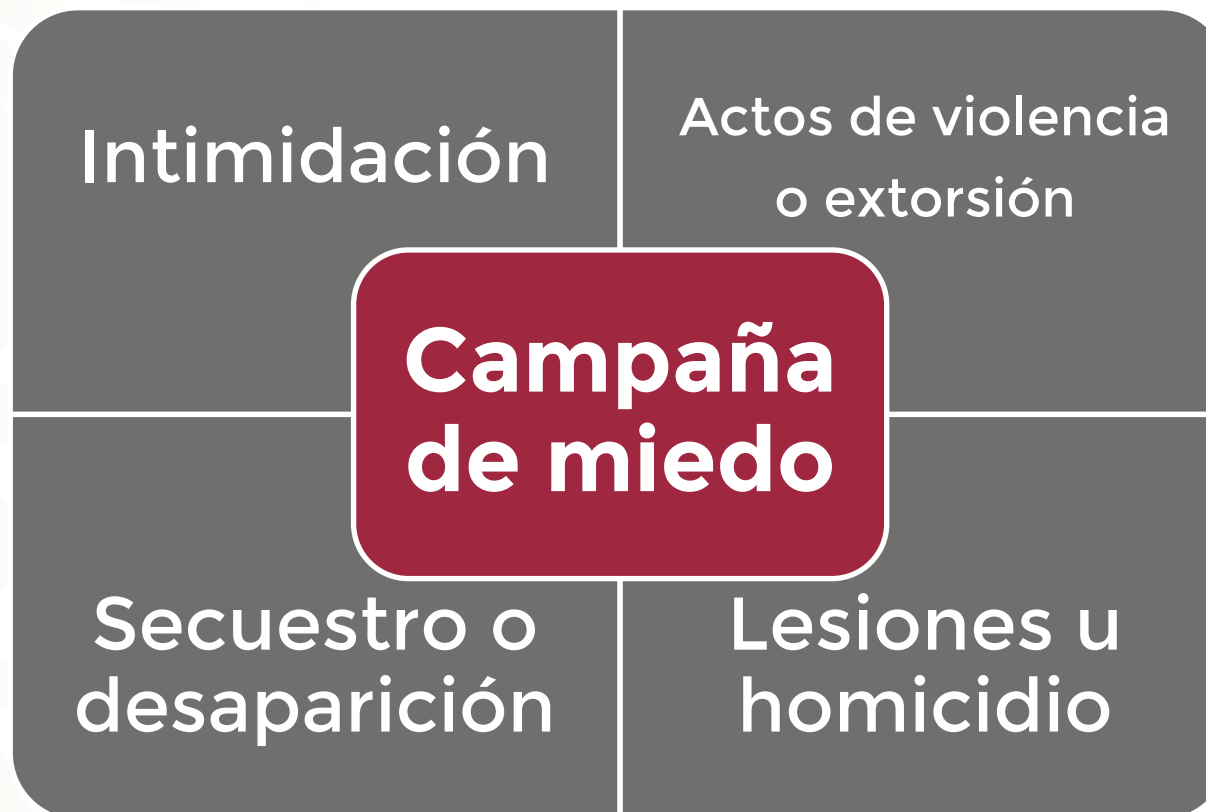 Intimidación
Actos de violencia
o extorsión
Campaña
de miedo
Secuestro o
desaparición
Lesiones u
homicidio